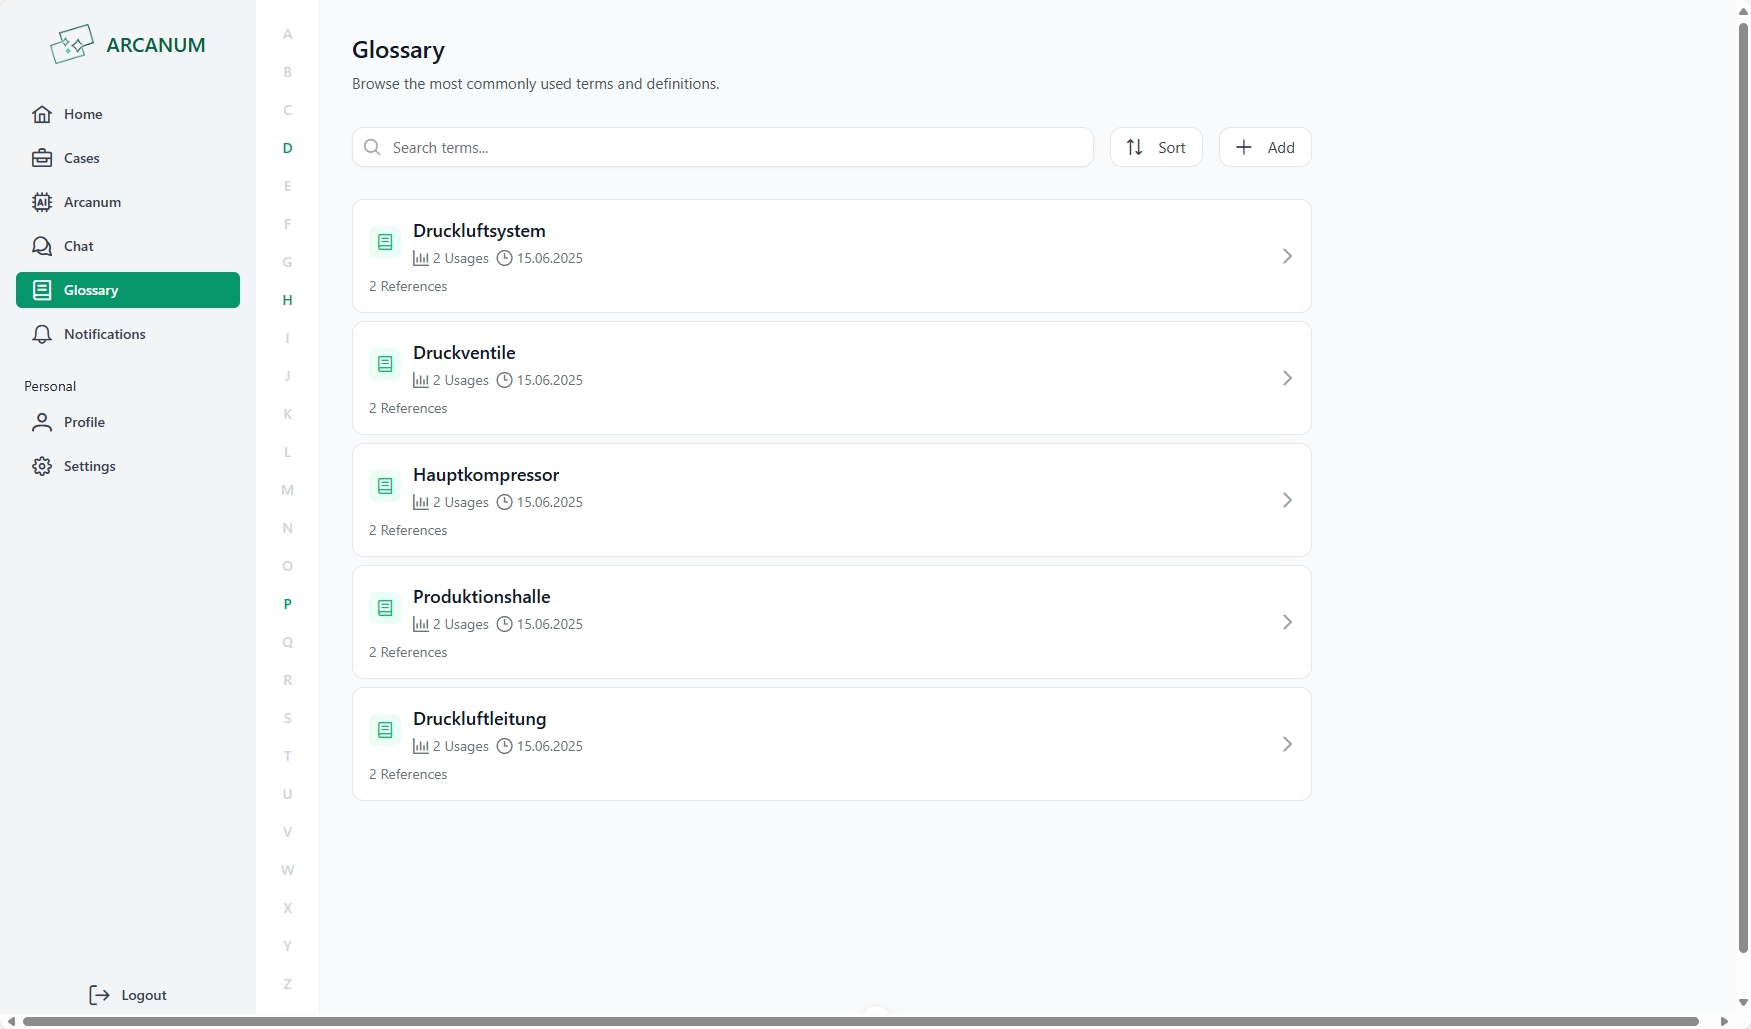 ARCANUM
Home
Cases
Arcanum
Chat
Glossary
Notifications
Personal
Profile
Settings
Logout
A
B
C
D
E
F
G
H
I
J
K
L
M
N
O
P
Q
R
S
T
U
V
W
X
Y
Z
Glossary
Browse the most commonly used terms and definitions.
Search terms...
Sort
Add
Druckluftsystem
2 Usages 15.06.2025
2 References
Druckventile
2 Usages 15.06.2025
2 References
Hauptkompressor
2 Usages 15.06.2025
2 References
Produktionshalle
2 Usages 15.06.2025
2 References
Druckluftleitung
2 Usages 15.06.2025
2 References